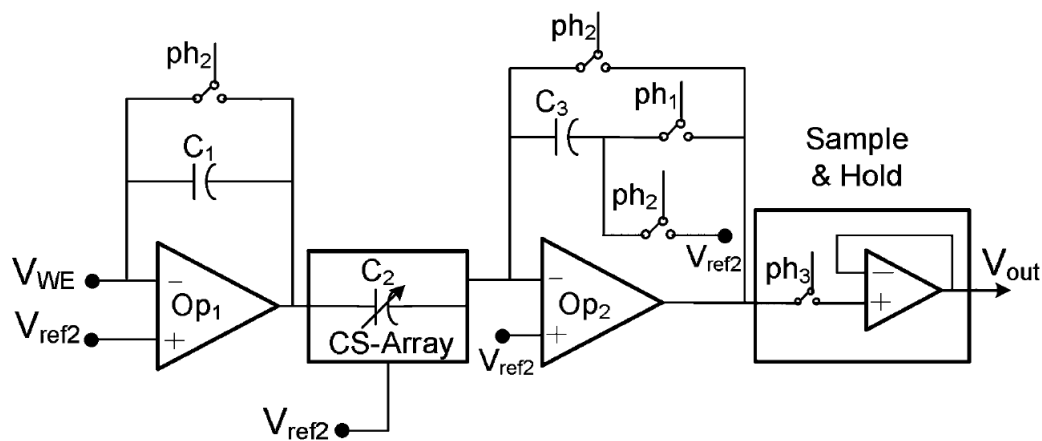 ph2
ph2
C3
ph1
C1
Sample
& Hold
ph2
Vref2
VWE
−
Op1
+
Vref2
C2
CS-Array
Vref2
−
Op2
+
Vref2
ph3
−
+
Vout